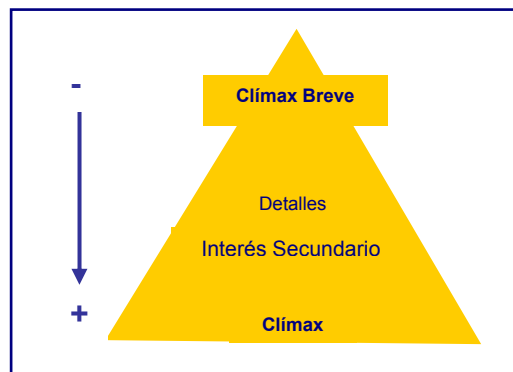 -
Clímax Breve
Detalles
Interés Secundario
+
Clímax